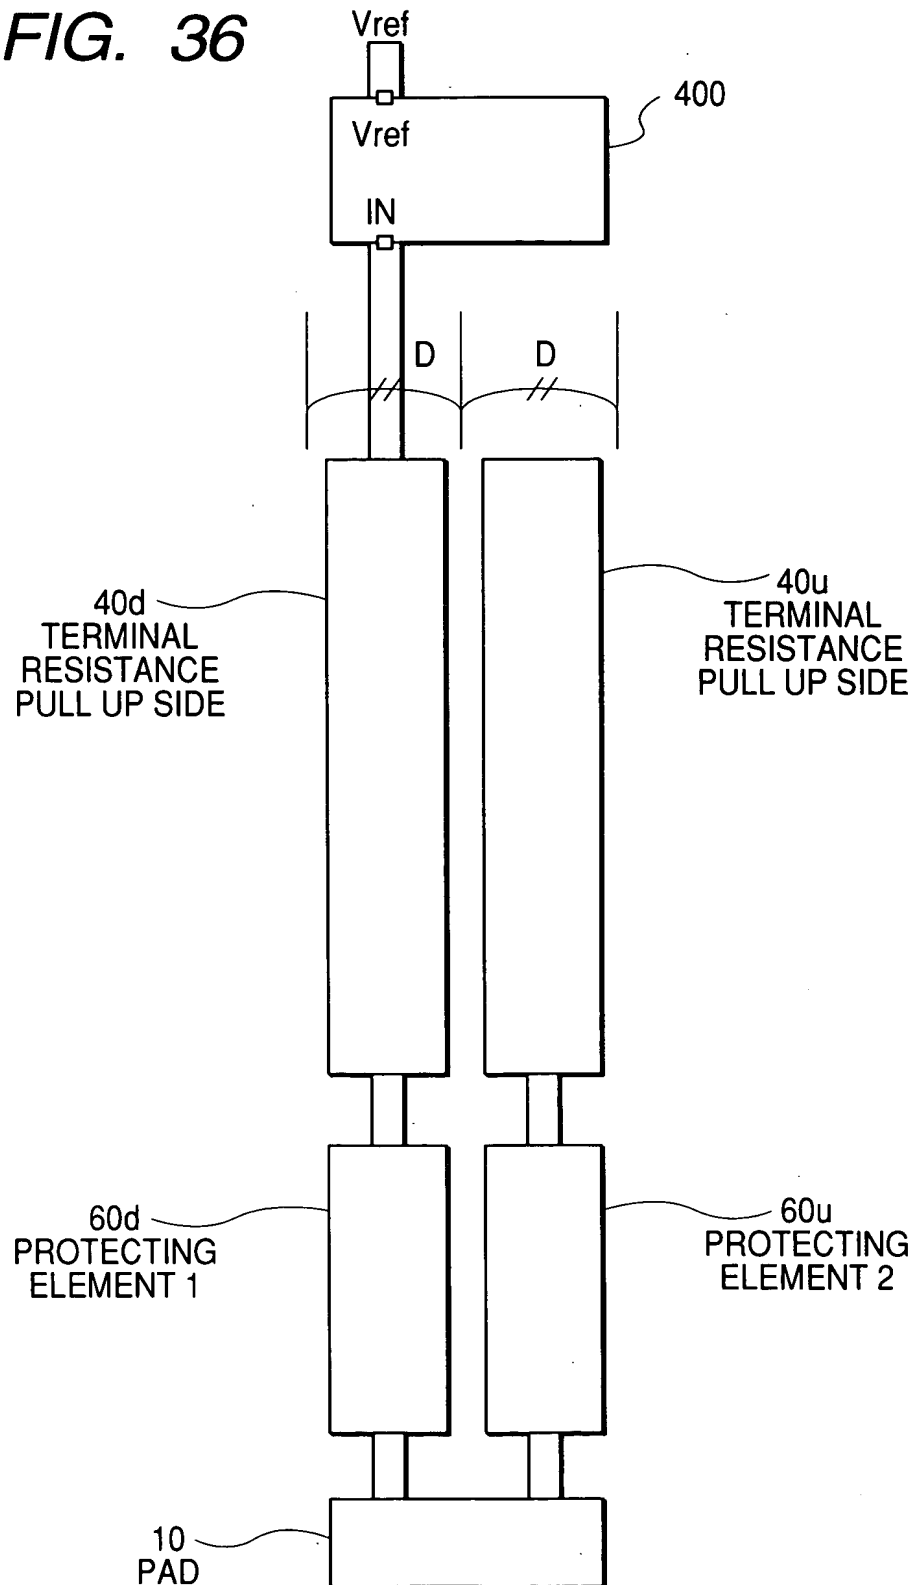 FIG. 36
Vref
400
Vref
IN
D
D
40d
TERMINAL
RESISTANCE
PULL UP SIDE
40u
TERMINAL
RESISTANCE
PULL UP SIDE
60d
PROTECTING
ELEMENT 1
60u
PROTECTING
ELEMENT 2
10
PAD